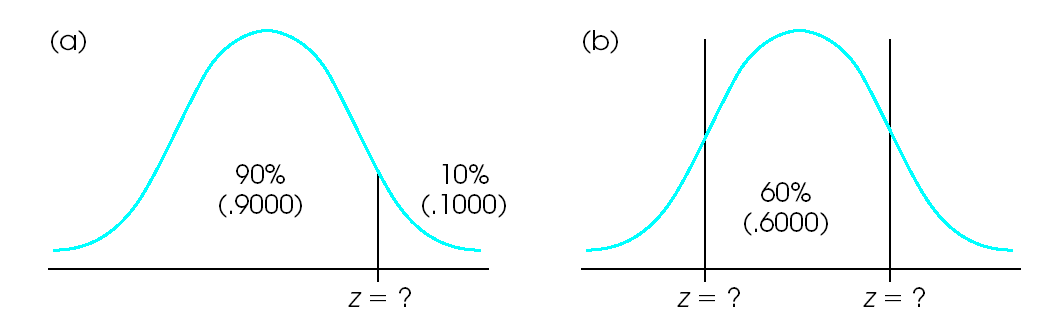 (a)
90%
(.9000)
10%
(.1000)
z = ?
(b)
60%
(.6000)
z = ?
z = ?